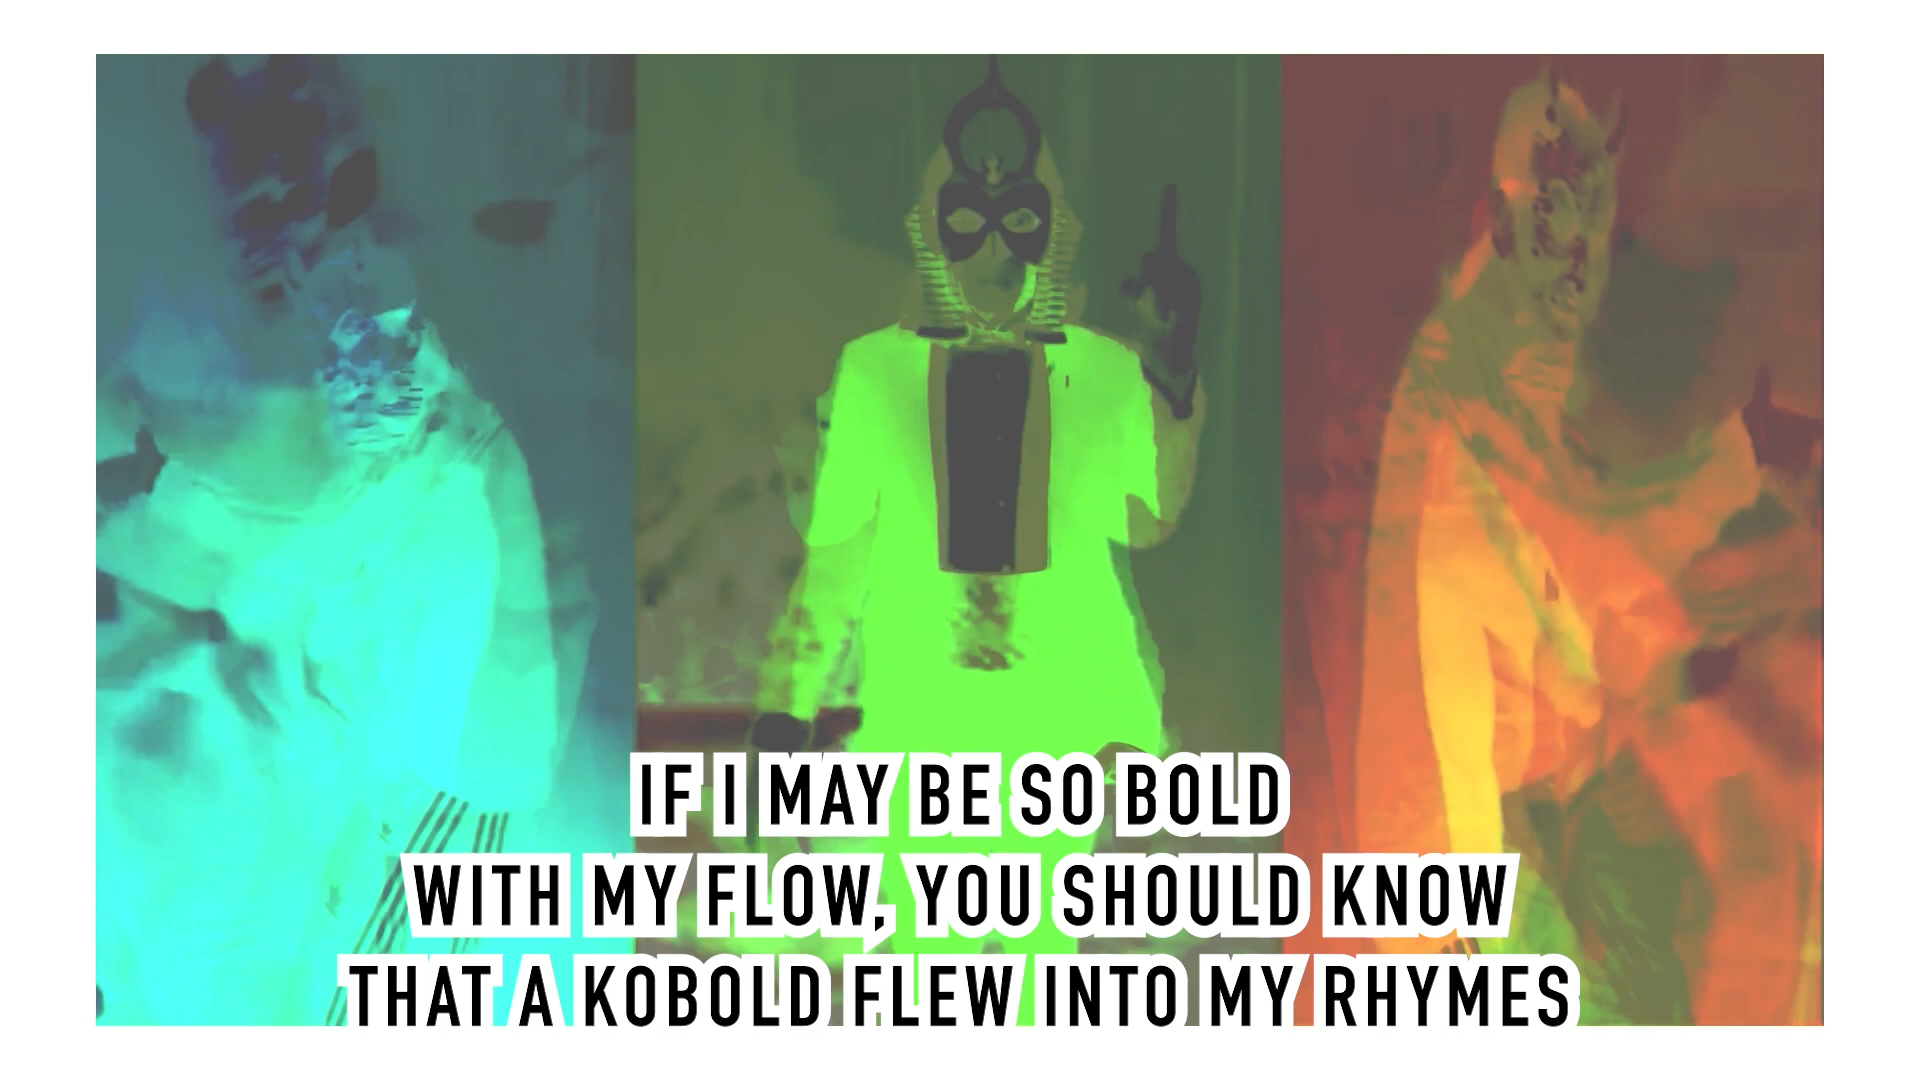 IF I MAY BE SO BOLD
WITH MY FLOW, YOU SHOULD KNOW
THAT A KOBOLD FLEW INTO MY RHYMES